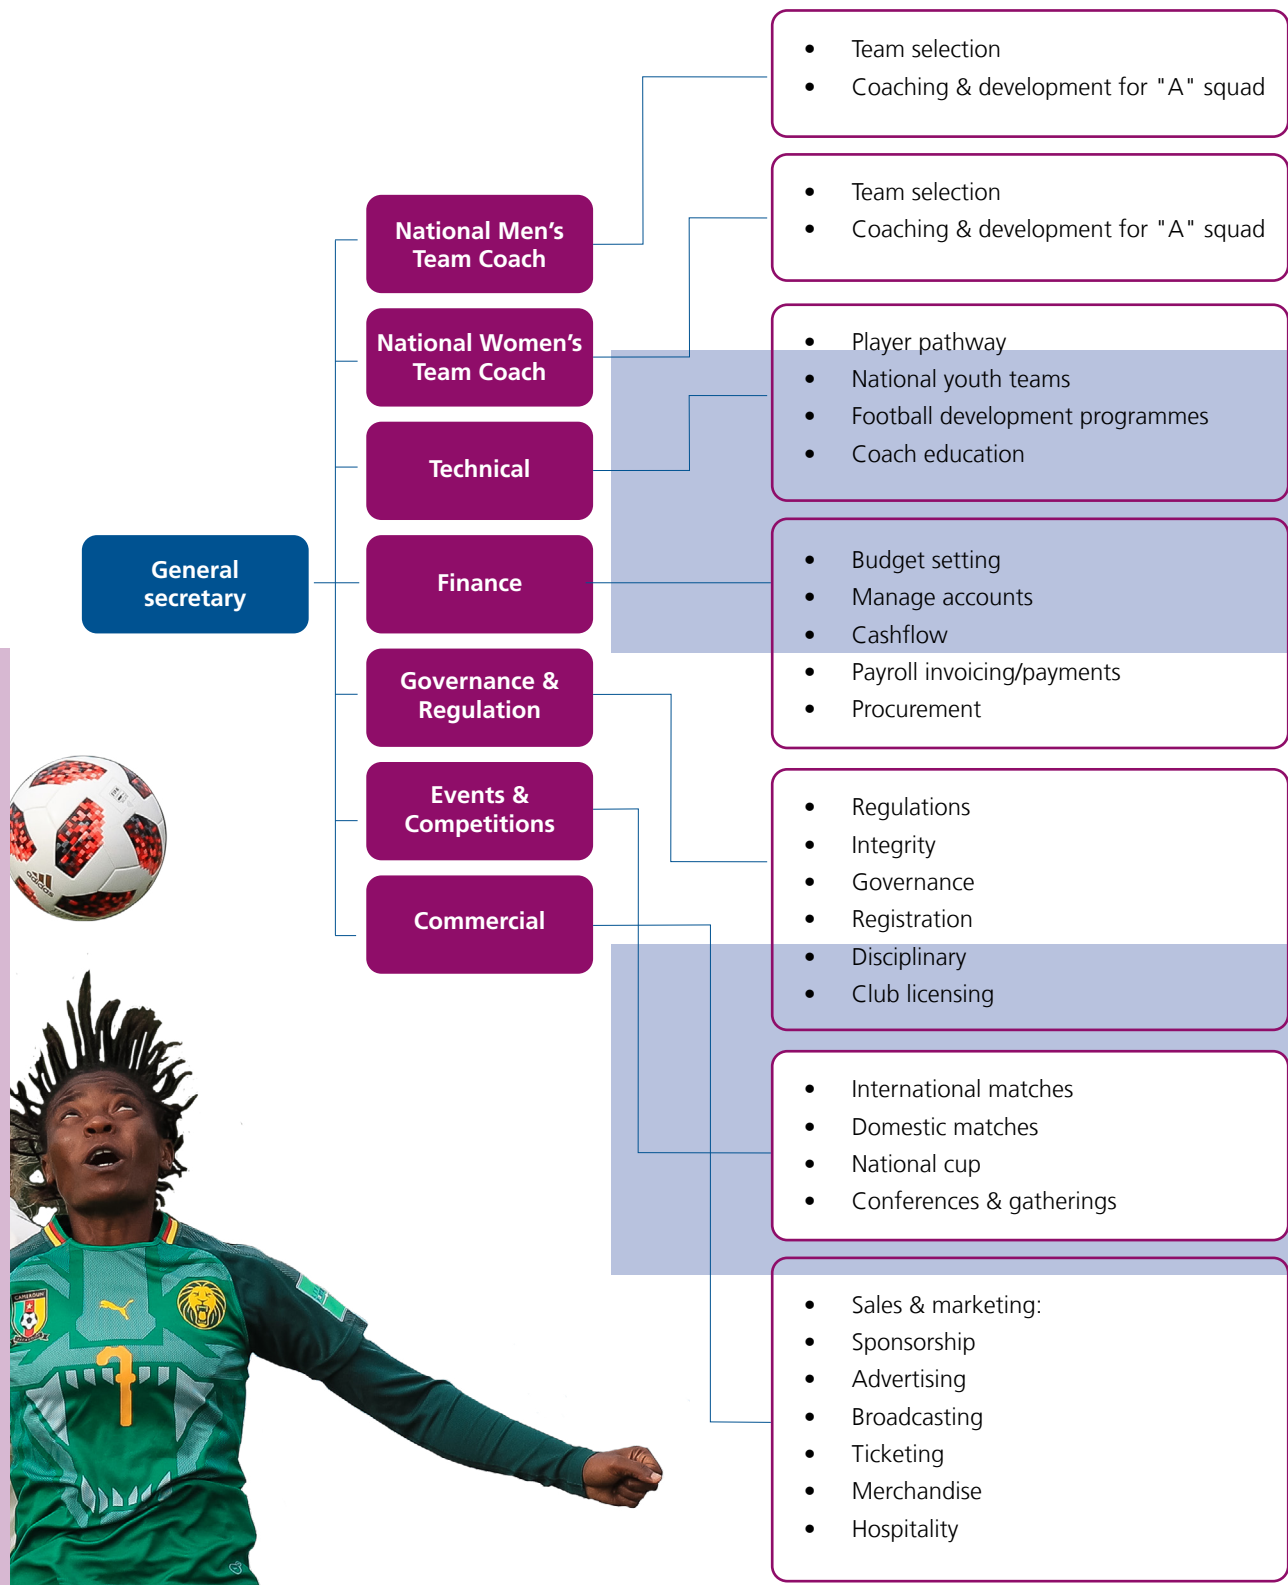 • Team selection
• Coaching & development for "A" squad
• Team selection
• Coaching & development for "A" squad
National Men’s
Team Coach
National Women’s
Team Coach
• Player pathway
• National youth teams
• Football development programmes
• Coach education
Technical
General
secretary
Finance
• Budget setting
• Manage accounts
• Cashflow
• Payroll invoicing/payments
• Procurement
Governance &
Regulation
Events &
Competitions
Commercial
• Regulations
• Integrity
• Governance
• Registration
• Disciplinary
• Club licensing
• International matches
• Domestic matches
• National cup
• Conferences & gatherings
• Sales & marketing:
• Sponsorship
• Advertising
• Broadcasting
• Ticketing
• Merchandise
• Hospitality
adidas
CAMEROUN
7